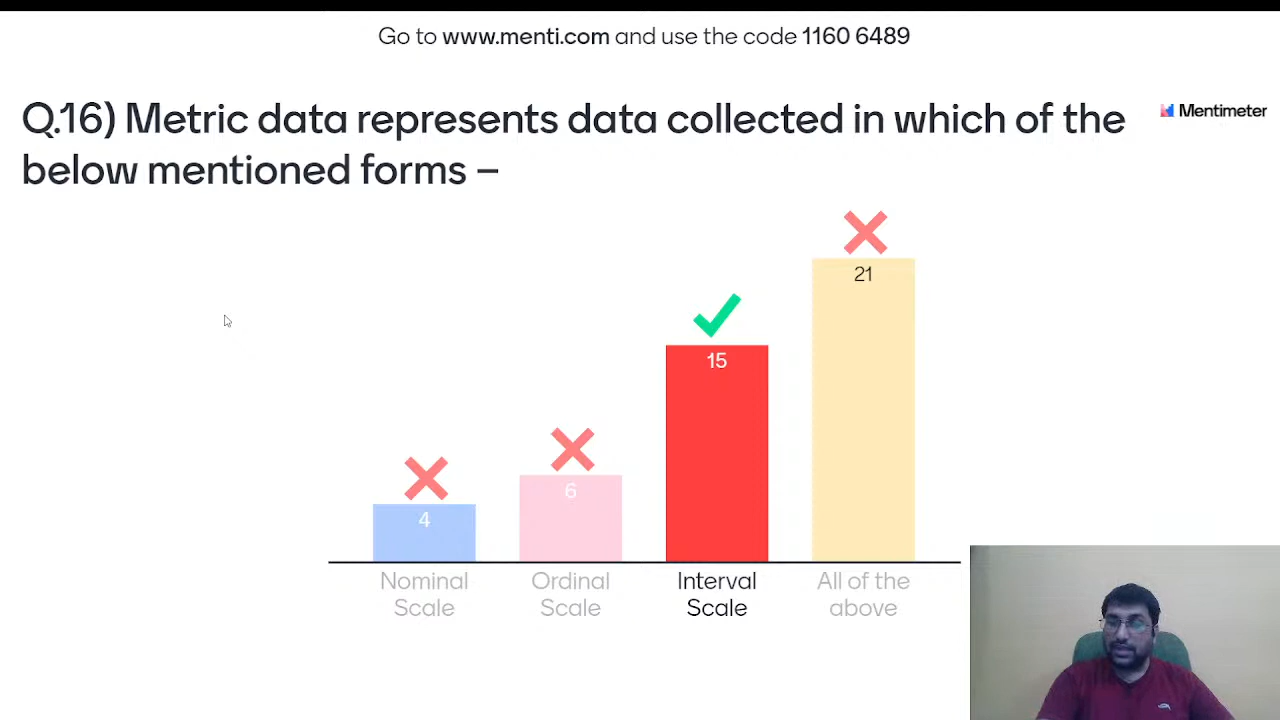 Go to www.menti.com and use the code 1160 6489
Q.16) Metric data represents data collected in which of the
below mentioned forms –
Mentimeter
21
15
6
4
Nominal
Scale
Ordinal
Scale
Interval
Scale
All of the
above